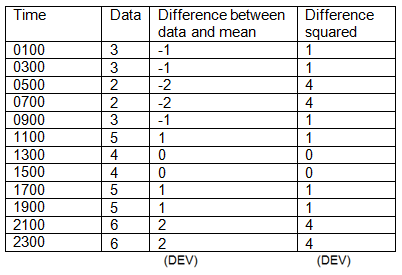 Time Data Difference between data and mean Difference squared
0100 3 -1 1
0300 3 -1 1
0500 2 -2 4
0700 2 -2 4
0900 3 -1 1
1100 5 1 1
1300 4 0 0
1500 4 0 0
1700 5 1 1
1900 5 1 1
2100 6 2 4
2300 6 2 4
(DEV) (DEV)